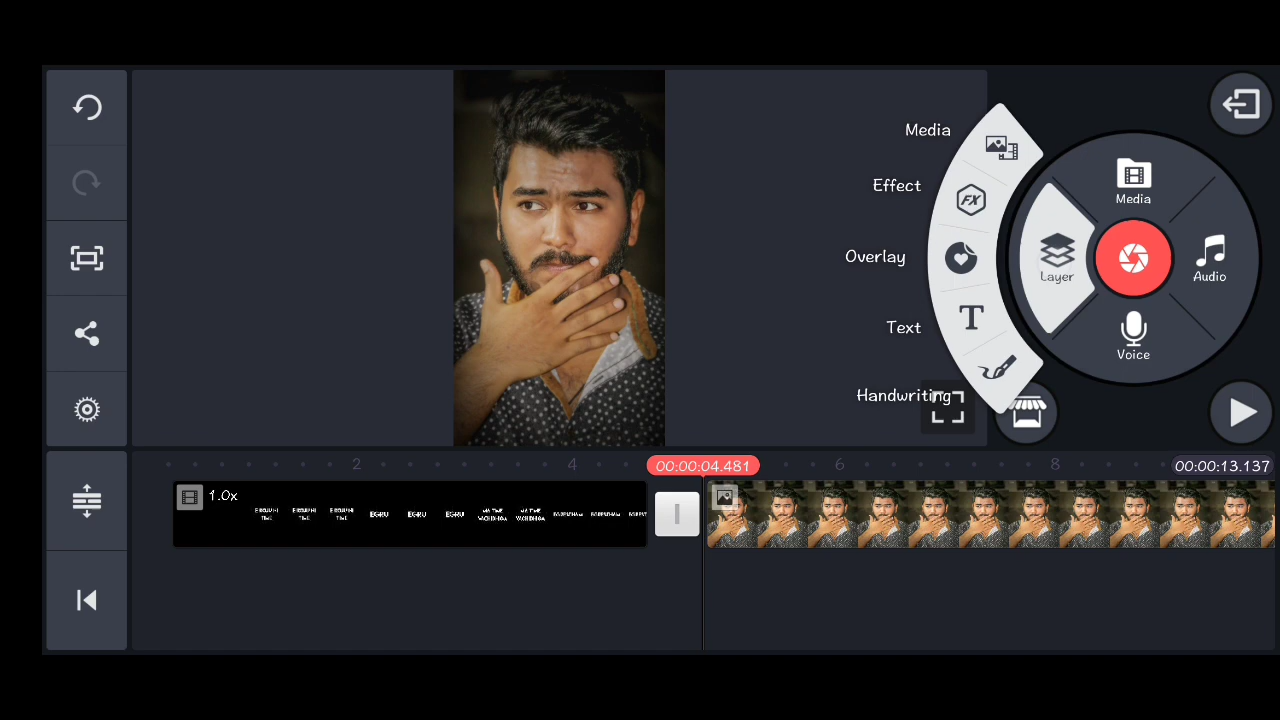 Media
Effect
Overlay
Text
Handwriting
Media
Layer
Audio
Voice
2
4
00:00:04.481
6
8
00:00:13.137
1.0x